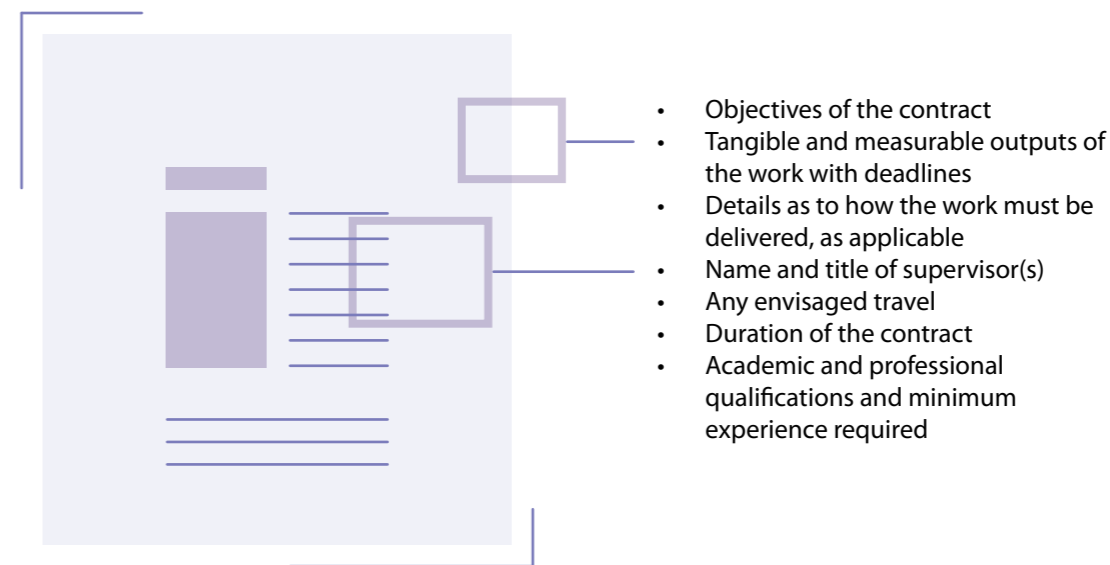 • Objectives of the contract
• Tangible and measurable outputs of
the work with deadlines
• Details as to how the work must be
delivered, as applicable
• Name and title of supervisor(s)
• Any envisaged travel
• Duration of the contract
• Academic and professional
qualifications and minimum
experience required